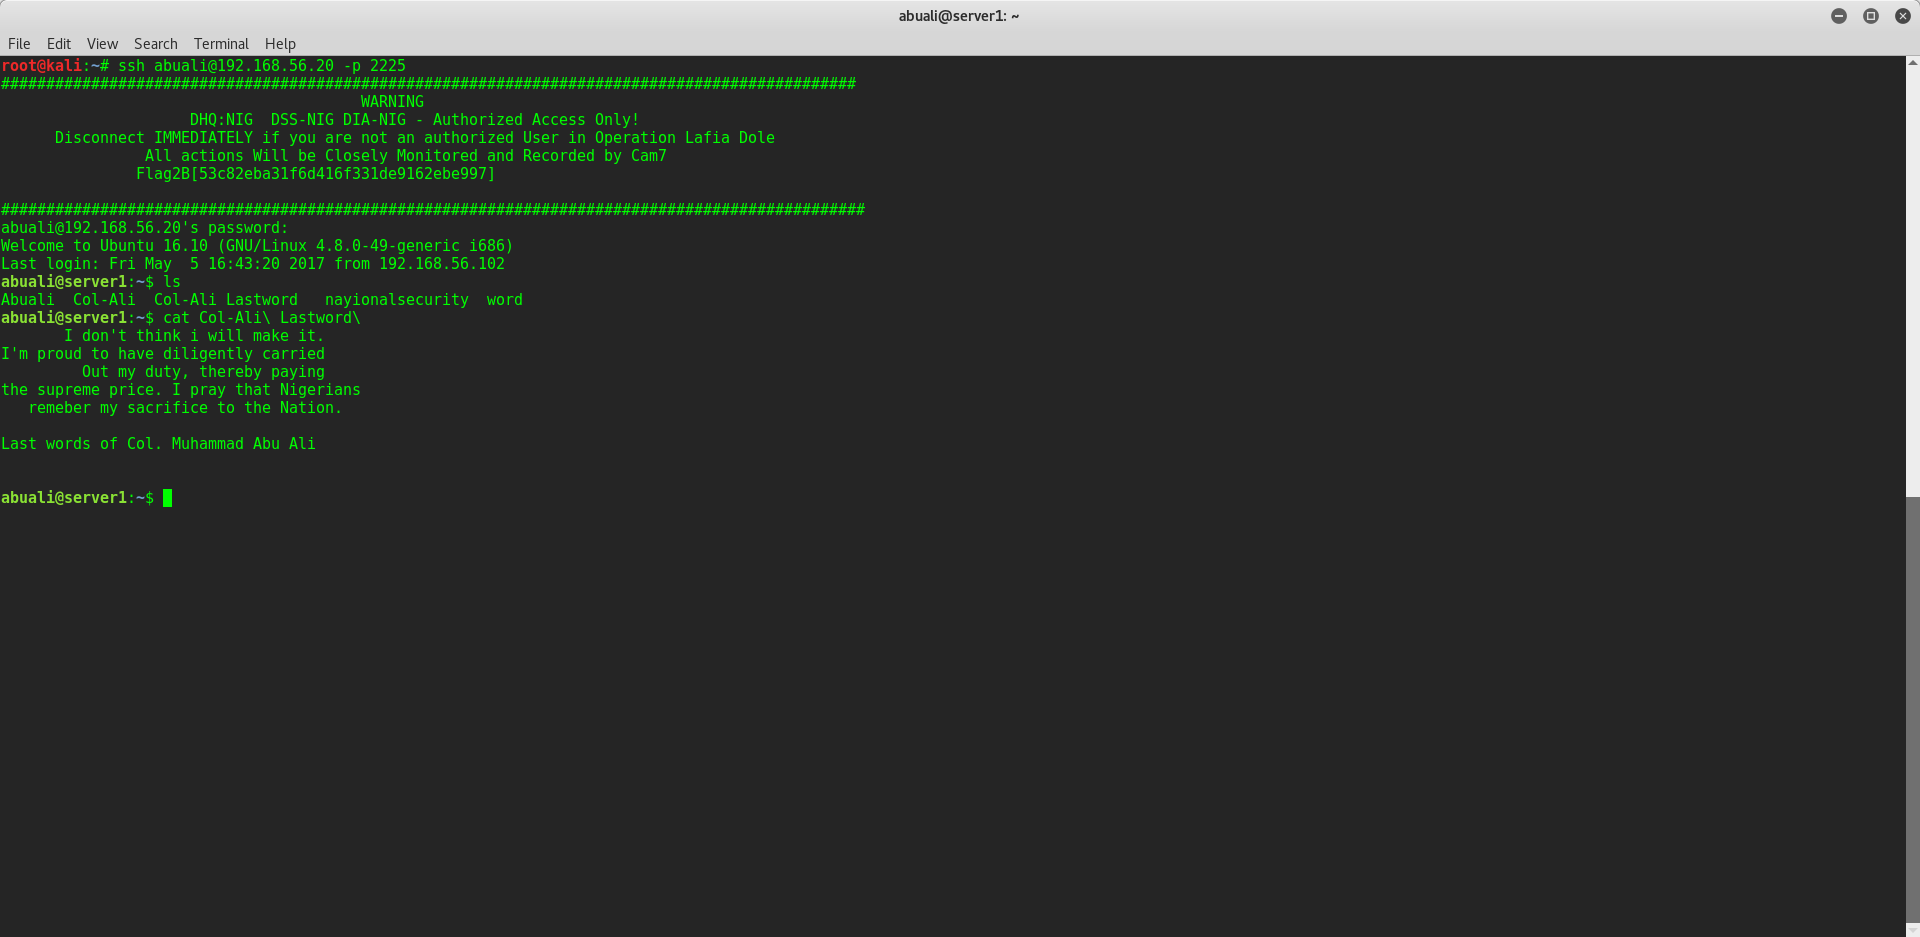 abuali@server1: ~
File Edit View Search Terminal Help
root@kali:~# ssh abuali@192.168.56.20 -p 2225
###############################################################################################
WARNING
DHQ:NIG  DSS-NIG DIA-NIG - Authorized Access Only!
Disconnect IMMEDIATELY if you are not an authorized User in Operation Lafia Dole
All actions Will be Closely Monitored and Recorded by Cam7
Flag2B[53c82eba31f6d416f331de9162ebe997]
################################################################################################
abuali@192.168.56.20's password:
Welcome to Ubuntu 16.10 (GNU/Linux 4.8.0-49-generic i686)
Last login: Fri May  5 16:43:20 2017 from 192.168.56.102
abuali@server1:~$ ls
Abuali  Col-Ali  Col-Ali Lastword   nayionalsecurity  word
abuali@server1:~$ cat Col-Ali\ Lastword\
I don't think i will make it.
I'm proud to have diligently carried
Out my duty, thereby paying
the supreme price. I pray that Nigerians
remeber my sacrifice to the Nation.
Last words of Col. Muhammad Abu Ali
abuali@server1:~$